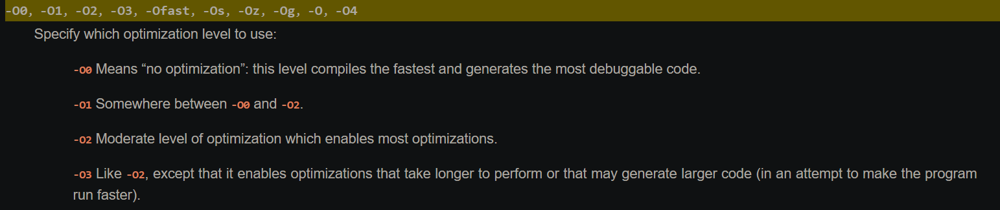 -O0, -O1, -O2, -O3, -Ofast, -Os, -Oz, -Og, -O, -O4
Specify which optimization level to use:
-O0 Means “no optimization”: this level compiles the fastest and generates the most debuggable code.
-O1 Somewhere between -O0 and -O2.
-O2 Moderate level of optimization which enables most optimizations.
-O3 Like -O2, except that it enables optimizations that take longer to perform or that may generate larger code (in an attempt to make the program
run faster).